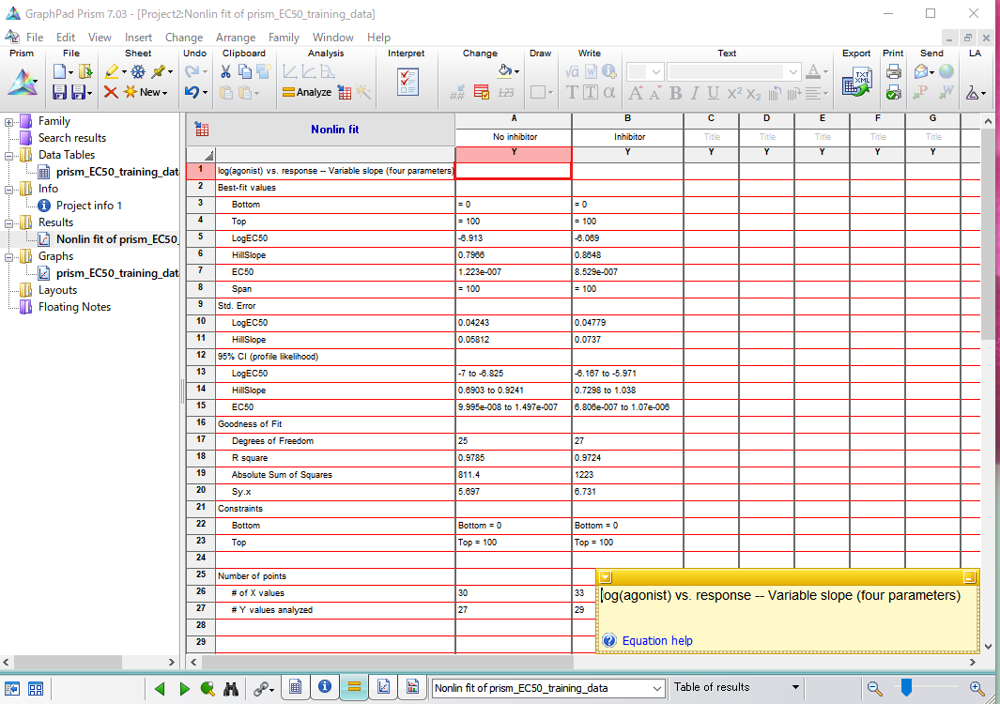 GraphPad Prism 7.03 - [Project2:Nonlin fit of prism_EC50_training_data]
File Edit View Insert Change Arrange Family Window Help
Prism File Sheet Undo Clipboard Analysis Interpret Change Draw Write Text Export Print Send LA
New
Analyze
Family
Search results
Data Tables
prism_EC50_training_dat
Info
Project info 1
Results
Nonlin fit of prism_EC50_
Graphs
prism_EC50_training_dat
Layouts
Floating Notes
Nonlin fit A B C D E F G
No inhibitor Inhibitor Title Title Title Title Title
Y Y Y Y Y Y Y
1 log(agonist) vs. response -- Variable slope (four parameters)
2 Best-fit values
3 Bottom = 0 = 0
4 Top = 100 = 100
5 LogEC50 -6.913 -6.069
6 HillSlope 0.7966 0.8648
7 EC50 1.223e-007 8.529e-007
8 Span = 100 = 100
9 Std. Error
10 LogEC50 0.04243 0.04779
11 HillSlope 0.05812 0.0737
12 95% CI (profile likelihood)
13 LogEC50 -7 to -6.825 -6.167 to -5.971
14 HillSlope 0.6903 to 0.9241 0.7298 to 1.038
15 EC50 9.995e-008 to 1.497e-007 6.806e-007 to 1.07e-006
16 Goodness of Fit
17 Degrees of Freedom 25 27
18 R square 0.9785 0.9724
19 Absolute Sum of Squares 811.4 1223
20 Sy.x 5.697 6.731
21 Constraints
22 Bottom Bottom = 0 Bottom = 0
23 Top Top = 100 Top = 100
24
25 Number of points
26 # of X values 30 33
27 # Y values analyzed 27 29
28
29
log(agonist) vs. response -- Variable slope (four parameters)
Equation help
Nonlin fit of prism_EC50_training_data Table of results